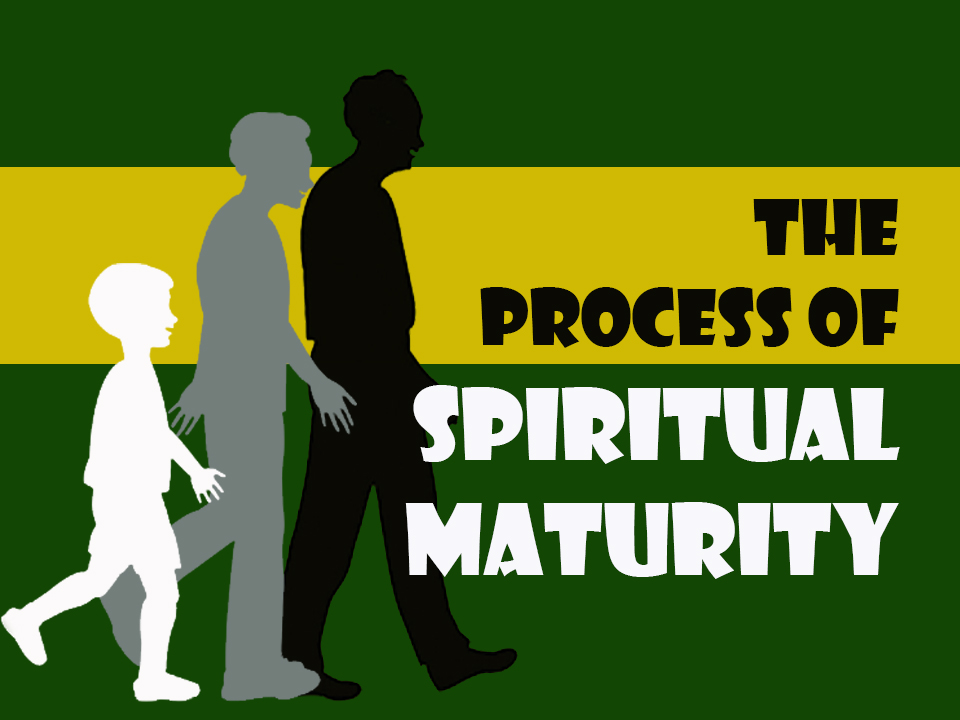 THE
PROCESS OF
SPIRITUAL
MATURITY